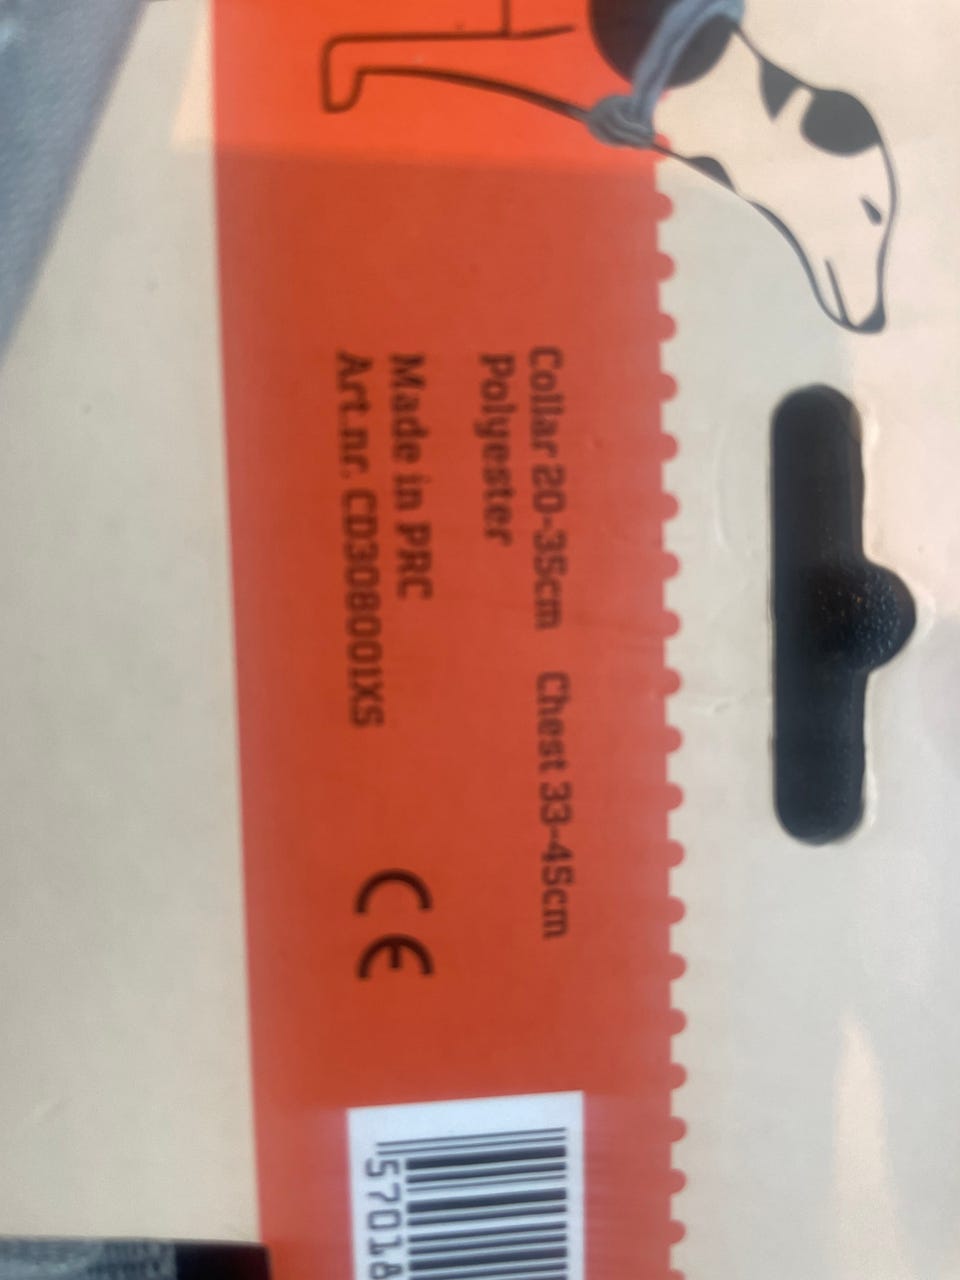 Collar 20-35cm Chest 33-45cm
Polyester
Made in PRC
Art.nr. CD308001XS
CE
57018